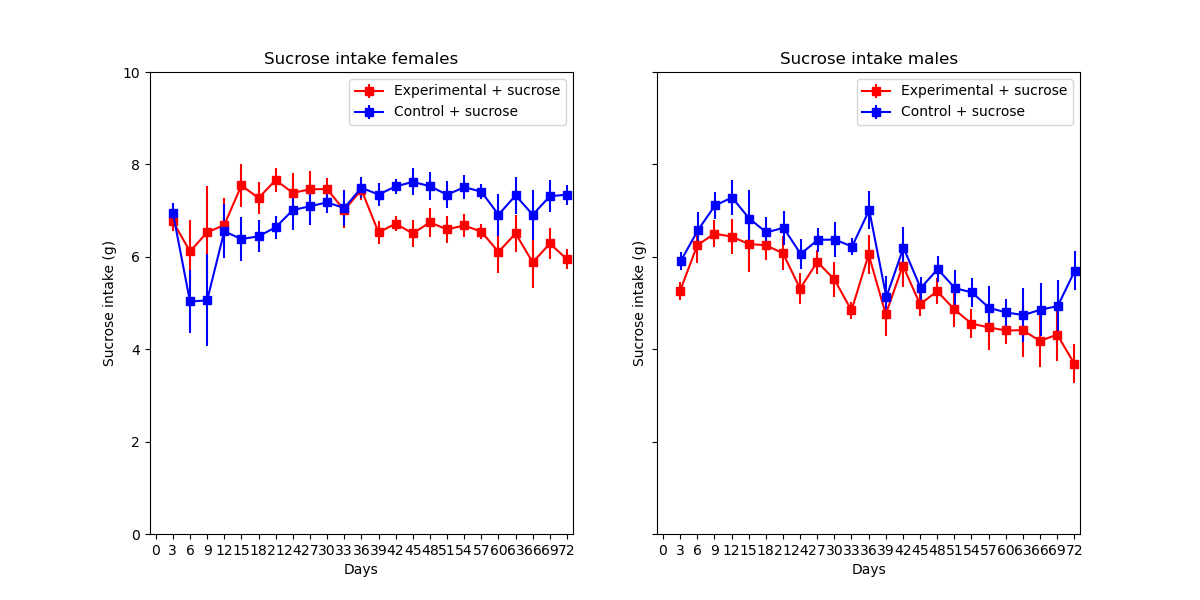 Sucrose intake females
Experimental + sucrose
Control + sucrose
10
8
6
4
2
0
Sucrose intake (g)
0 3 6 9 12 15 18 21 24 27 30 33 36 39 42 45 48 51 54 57 60 63 66 69 72
Days
Sucrose intake males
Experimental + sucrose
Control + sucrose
Sucrose intake (g)
0 3 6 9 12 15 18 21 24 27 30 33 36 39 42 45 48 51 54 57 60 63 66 69 72
Days